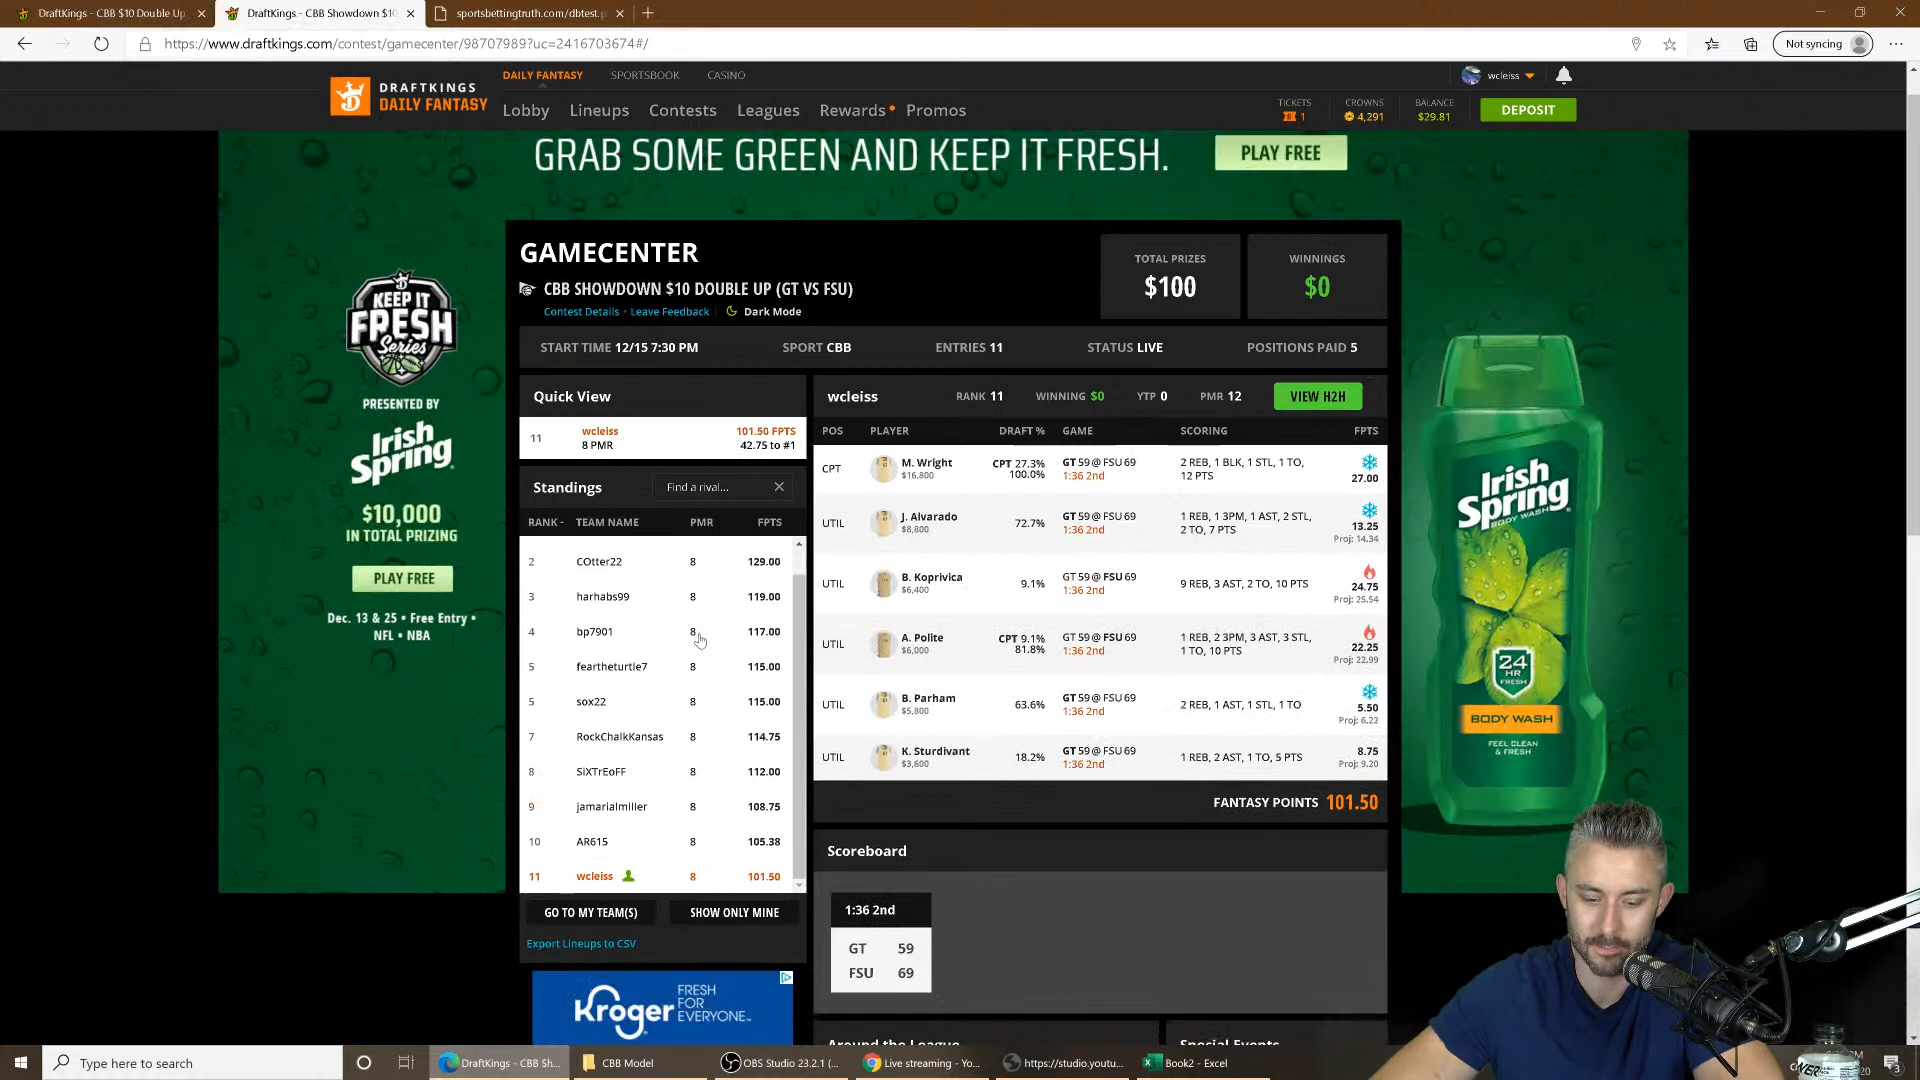 DraftKings - CBB $10 Double Up
DraftKings - CBB Showdown $10
sportsbettingtruth.com/dbtest.p
https://www.draftkings.com/contest/gamecenter/98707989?uc=2416703674#/
Not syncing
DRAFTKINGS
DAILY FANTASY
DAILY FANTASY SPORTSBOOK CASINO
wcleiss
Lobby Lineups Contests Leagues Rewards Promos
TICKETS 1
CROWNS 4,291
BALANCE $29.81
DEPOSIT
GRAB SOME GREEN AND KEEP IT FRESH.
PLAY FREE
KEEP IT
FRESH
Series
PRESENTED BY
Irish
Spring
$10,000
IN TOTAL PRIZING
PLAY FREE
Dec. 13 & 25 • Free Entry •
NFL • NBA
GAMECENTER
CBB SHOWDOWN $10 DOUBLE UP (GT VS FSU)
Contest Details • Leave Feedback Dark Mode
TOTAL PRIZES
$100
WINNINGS
$0
START TIME 12/15 7:30 PM SPORT CBB ENTRIES 11 STATUS LIVE POSITIONS PAID 5
Quick View
11 wcleiss 101.50 FPTS
8 PMR 42.75 to #1
Standings
Find a rival...
RANK TEAM NAME PMR FPTS
2 COtter22 8 129.00
3 harhabs99 8 119.00
4 bp7901 8 117.00
5 feartheturtle7 8 115.00
5 sox22 8 115.00
7 RockChalkKansas 8 114.75
8 SiXTrEoFF 8 112.00
9 jamarialmiller 8 108.75
10 AR615 8 105.38
11 wcleiss 8 101.50
GO TO MY TEAM(S) SHOW ONLY MINE
Export Lineups to CSV
Kroger
FRESH
FOR
EVERYONE™
wcleiss RANK 11 WINNING $0 YTP 0 PMR 12 VIEW H2H
POS PLAYER DRAFT % GAME SCORING FPTS
CPT M. Wright $16,800 CPT 27.3% 100.0% GT 59 @ FSU 69 1:36 2nd 2 REB, 1 BLK, 1 STL, 1 TO, 12 PTS 27.00
UTIL J. Alvarado $8,800 72.7% GT 59 @ FSU 69 1:36 2nd 1 REB, 1 3PM, 1 AST, 2 STL, 2 TO, 7 PTS 13.25 Proj: 14.34
UTIL B. Koprivica $6,400 9.1% GT 59 @ FSU 69 1:36 2nd 9 REB, 3 AST, 2 TO, 10 PTS 24.75 Proj: 25.54
UTIL A. Polite $6,000 CPT 9.1% 81.8% GT 59 @ FSU 69 1:36 2nd 1 REB, 2 3PM, 3 AST, 3 STL, 1 TO, 10 PTS 22.25 Proj: 22.99
UTIL B. Parham $5,800 63.6% GT 59 @ FSU 69 1:36 2nd 2 REB, 1 AST, 1 STL, 1 TO 5.50 Proj: 6.22
UTIL K. Sturdivant $3,600 18.2% GT 59 @ FSU 69 1:36 2nd 1 REB, 2 AST, 1 TO, 5 PTS 8.75 Proj: 9.20
FANTASY POINTS 101.50
Scoreboard
1:36 2nd
GT 59
FSU 69
Around the League
Special Events
Irish
Spring
BODY WASH
24
HR
FRESH
BODY WASH
FEEL CLEAN
& FRESH
Type here to search
DraftKings - CBB Sh...
CBB Model
OBS Studio 23.2.1 (...
Live streaming - Yo...
https://studio.youtu...
Book2 - Excel